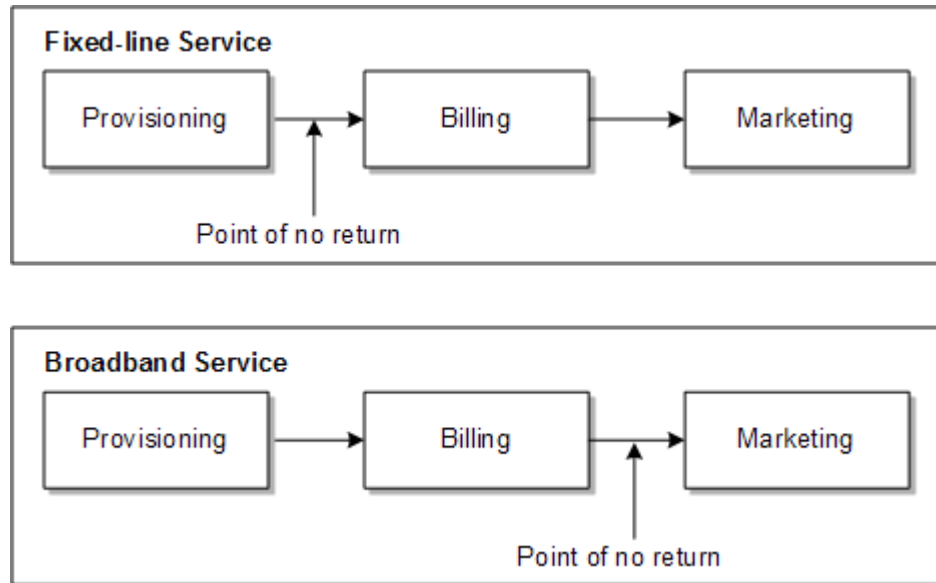 Fixed-line Service
Provisioning
Billing
Marketing
Point of no return
Broadband Service
Provisioning
Billing
Marketing
Point of no return